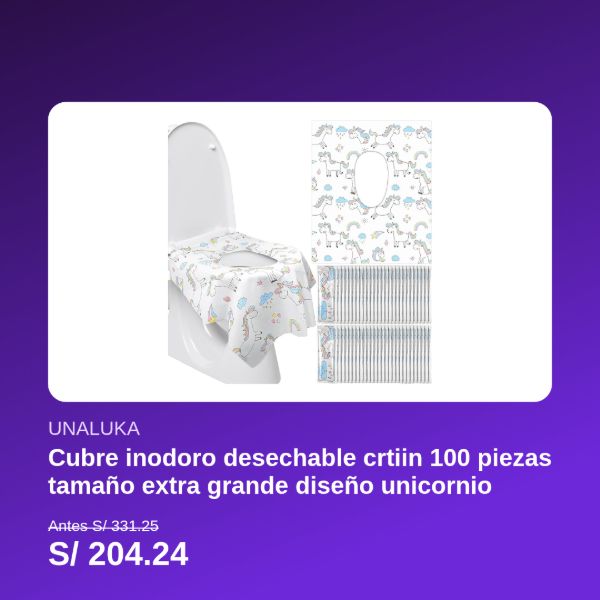 UNALUKA
Cubre inodoro desechable crtiin 100 piezas
tamaño extra grande diseño unicornio
Antes S/ 331.25
S/ 204.24